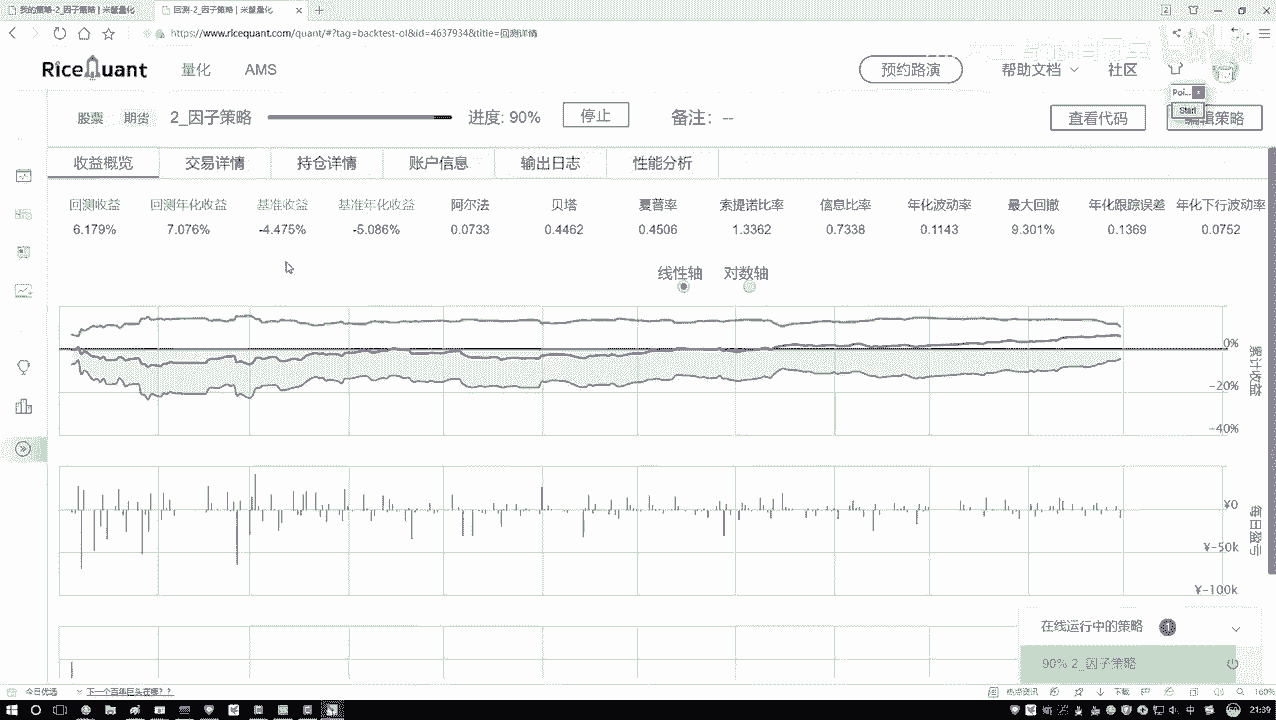 我的策略-2_因子策略 | 米筐量化
回测-2_因子策略 | 米筐量化
https://www.ricequant.com/quant/#?tag=backtest-ol&id=4637934&title=回测详情
RiceQuant 量化 AMS 预约路演 帮助文档 社区
Poi...
Start
股票 期货 2_因子策略 进度: 90% 停止 备注: -- 查看代码 编辑策略
收益概览 交易详情 持仓详情 账户信息 输出日志 性能分析
回测收益 回测年化收益 基准收益 基准年化收益 阿尔法 贝塔 夏普率 索提诺比率 信息比率 年化波动率 最大回撤 年化跟踪误差 年化下行波动率
6.179% 7.076% -4.475% -5.086% 0.0733 0.4462 0.4506 1.3362 0.7338 0.1143 9.301% 0.1369 0.0752
线性轴 对数轴
0%
-20%
-40%
累计收益
¥0
¥-50k
¥-100k
每日盈亏
在线运行中的策略 1
90% 2_因子策略
今日优选 下一个百年巨头在哪？？ 热点资讯 下载 160%
中 21:39